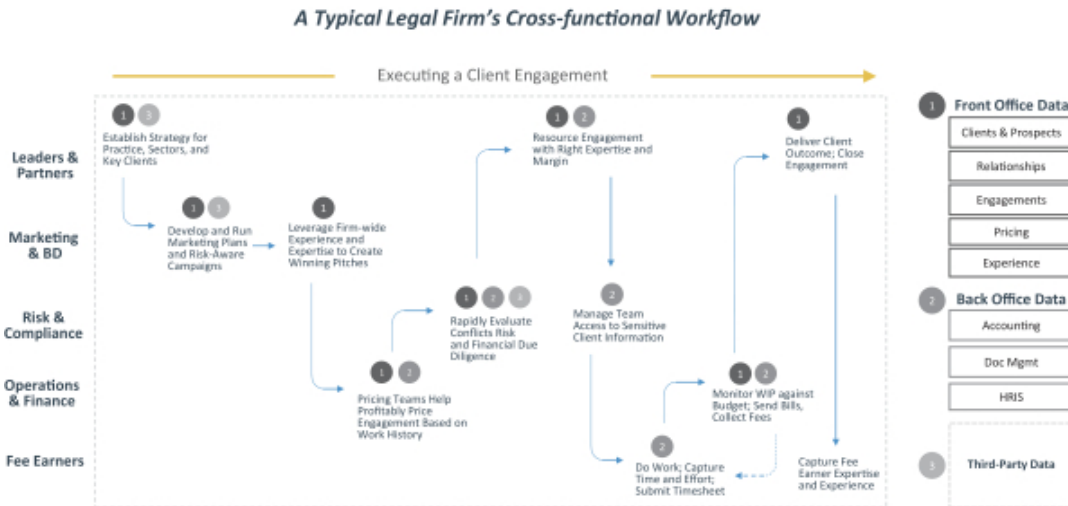 A Typical Legal Firm's Cross-functional Workflow
Executing a Client Engagement
Leaders &
Partners
Marketing
& BD
Risk &
Compliance
Operations
& Finance
Fee Earners
1 3
Establish Strategy for
Practice, Sectors, and
Key Clients
3
Develop and Run
Marketing Plans
and Risk-Aware
Campaigns
1
Leverage Firm-wide
Experience and
Expertise to Create
Winning Pitches
1 2
Pricing Teams Help
Profitably Price
Engagement Based on
Work History
1 2 3
Rapidly Evaluate
Conflicts Risk
and Financial Due
Diligence
1 2
Resource Engagement
with Right Expertise and
Margin
2
Manage Team
Access to Sensitive
Client Information
2
Do Work; Capture
Time and Effort;
Submit Timesheet
1 2
Monitor WIP against
Budget; Send Bills,
Collect Fees
1
Deliver Client
Outcome; Close
Engagement
Capture Fee
Earner Expertise
and Experience
1 Front Office Data
Clients & Prospects
Relationships
Engagements
Pricing
Experience
2 Back Office Data
Accounting
Doc Mgmt
HRIS
3 Third-Party Data